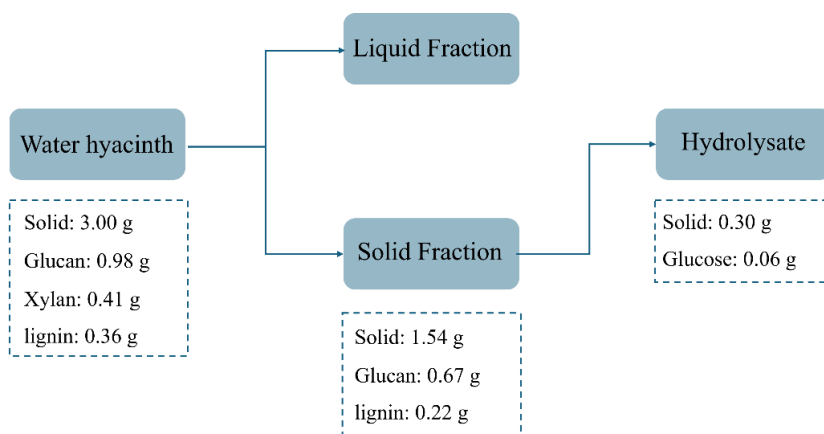 Liquid Fraction
Water hyacinth
Hydrolysate
Solid: 3.00 g
Glucan: 0.98 g
Xylan: 0.41 g
lignin: 0.36 g
Solid Fraction
Solid: 0.30 g
Glucose: 0.06 g
Solid: 1.54 g
Glucan: 0.67 g
lignin: 0.22 g